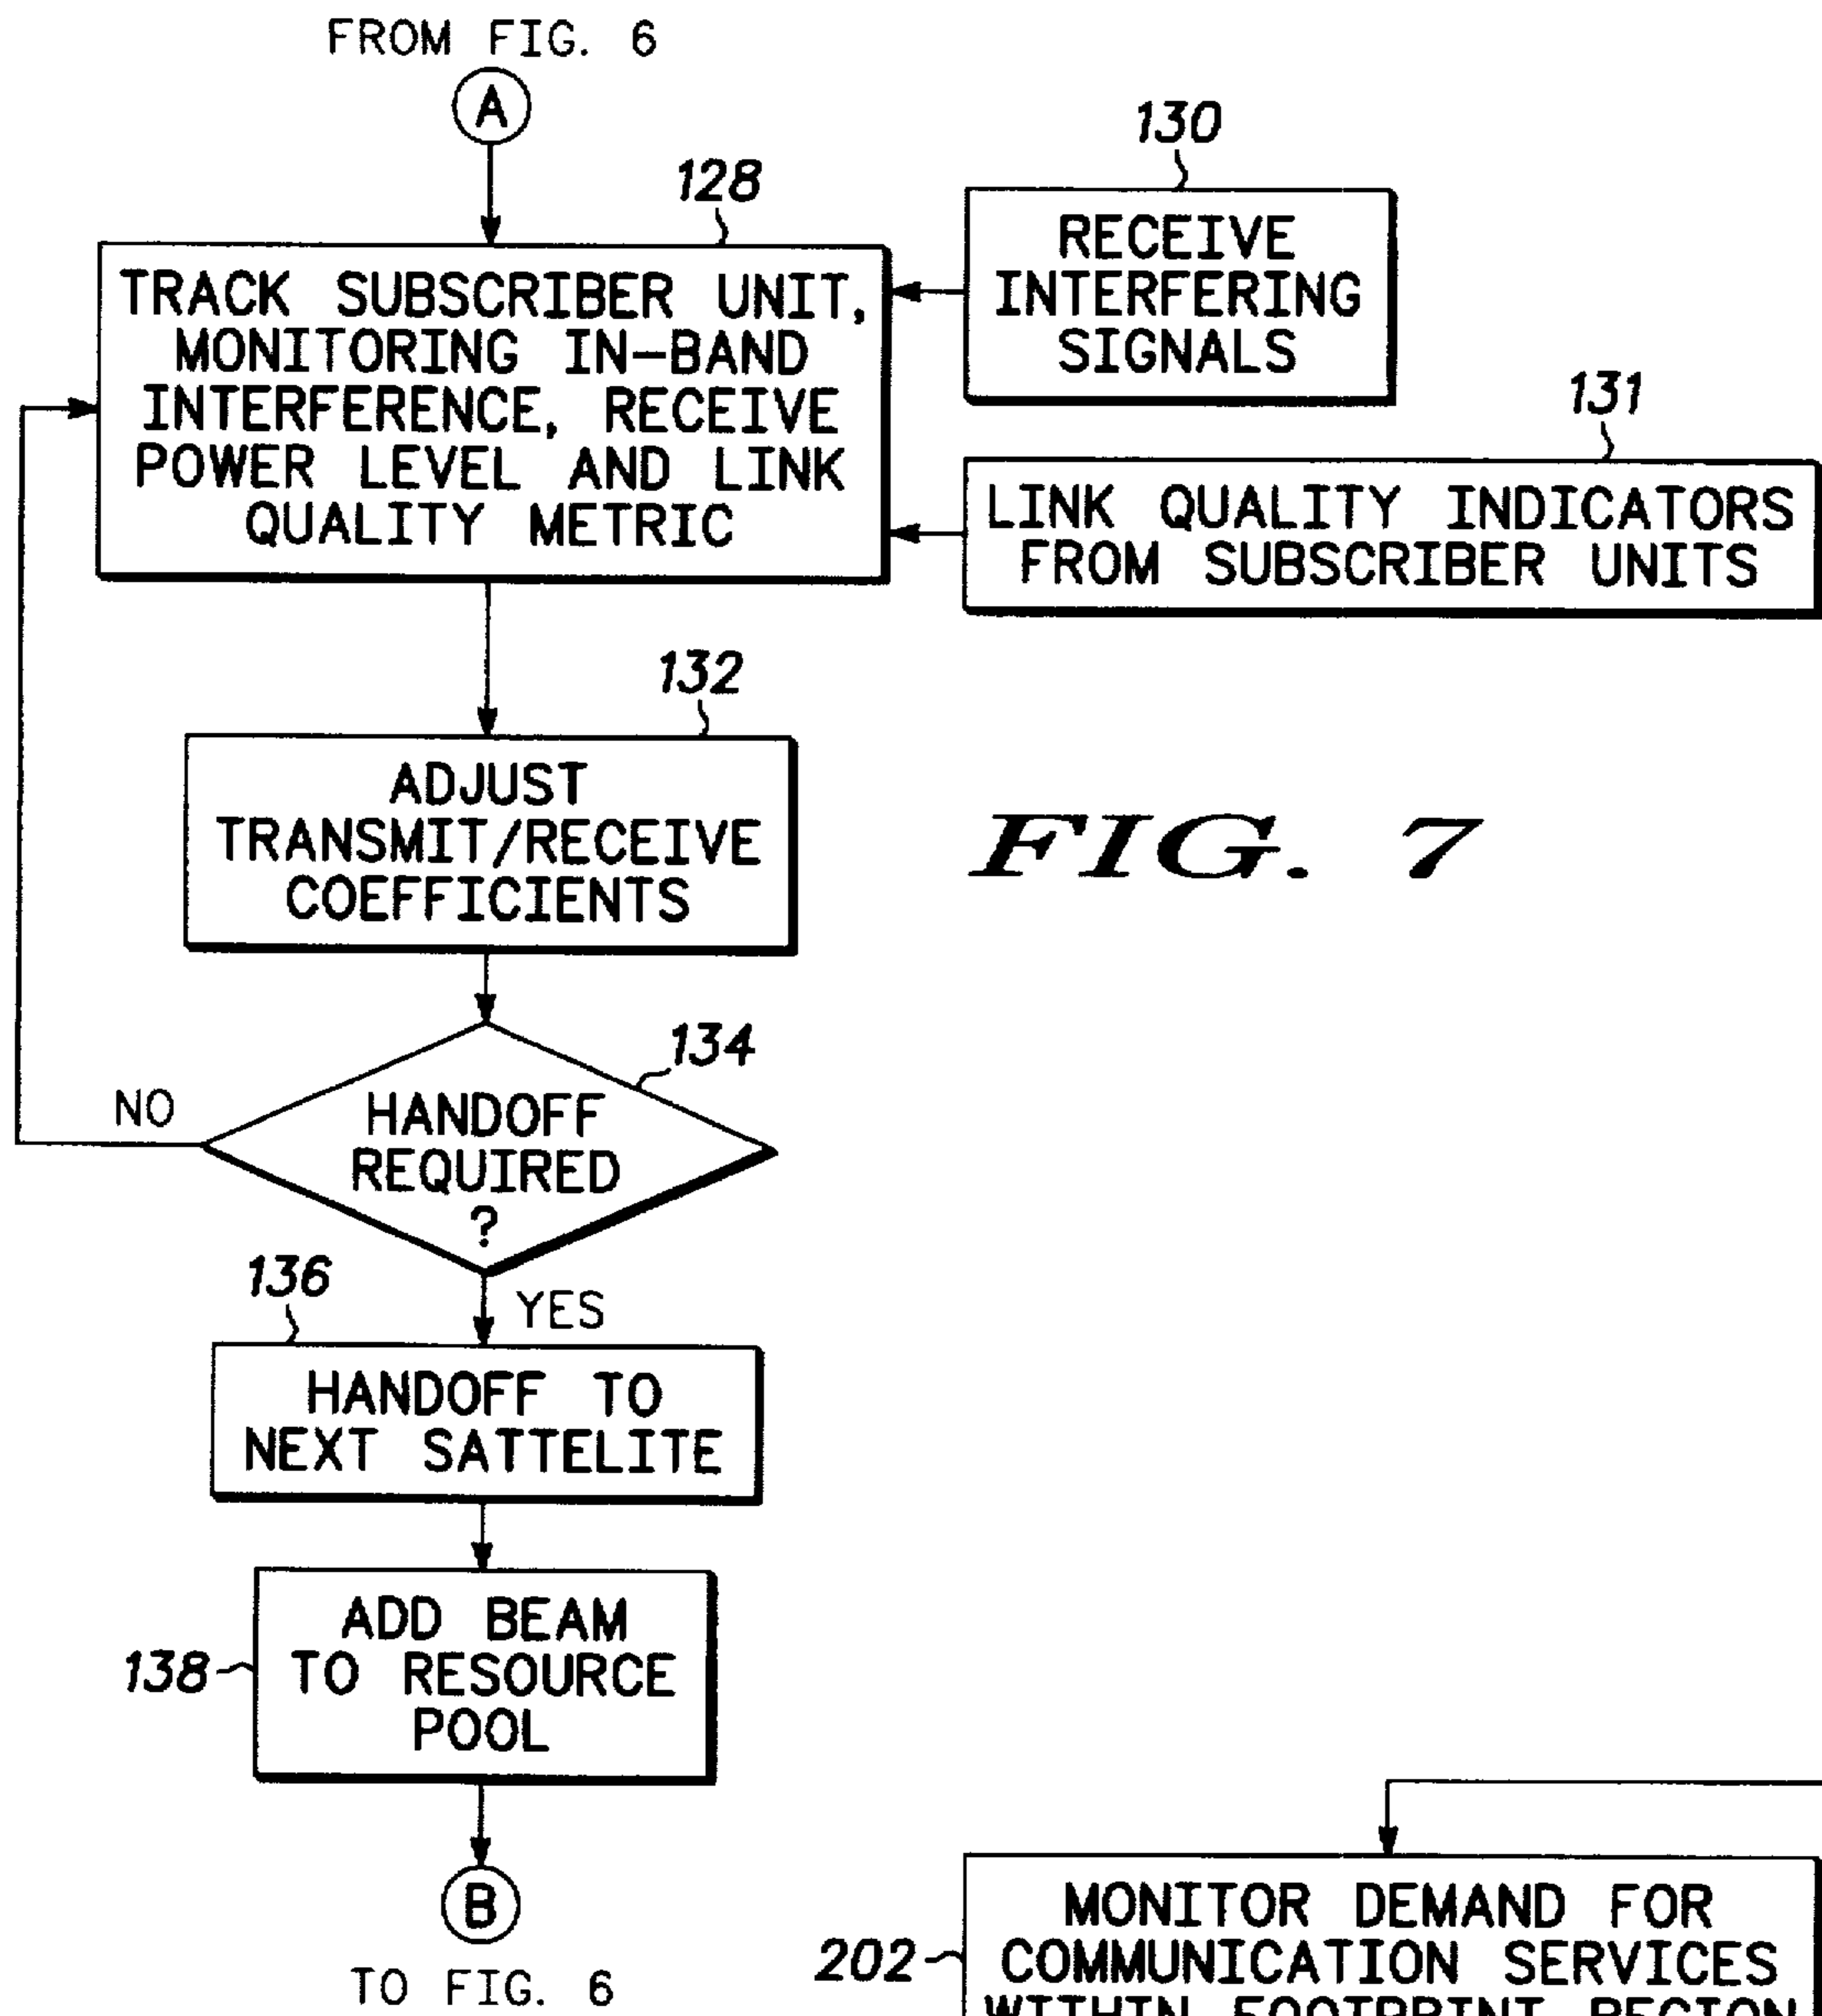 FROM FIG. 6
A
128
TRACK SUBSCRIBER UNIT,
MONITORING IN-BAND
INTERFERENCE, RECEIVE
POWER LEVEL AND LINK
QUALITY METRIC
130
RECEIVE
INTERFERING
SIGNALS
131
LINK QUALITY INDICATORS
FROM SUBSCRIBER UNITS
132
ADJUST
TRANSMIT/RECEIVE
COEFFICIENTS
FIG. 7
134
HANDOFF
REQUIRED
?
NO
YES
136
HANDOFF TO
NEXT SATTELITE
138
ADD BEAM
TO RESOURCE
POOL
B
TO FIG. 6
202
MONITOR DEMAND FOR
COMMUNICATION SERVICES
WITHIN FOOTPRINT REGION